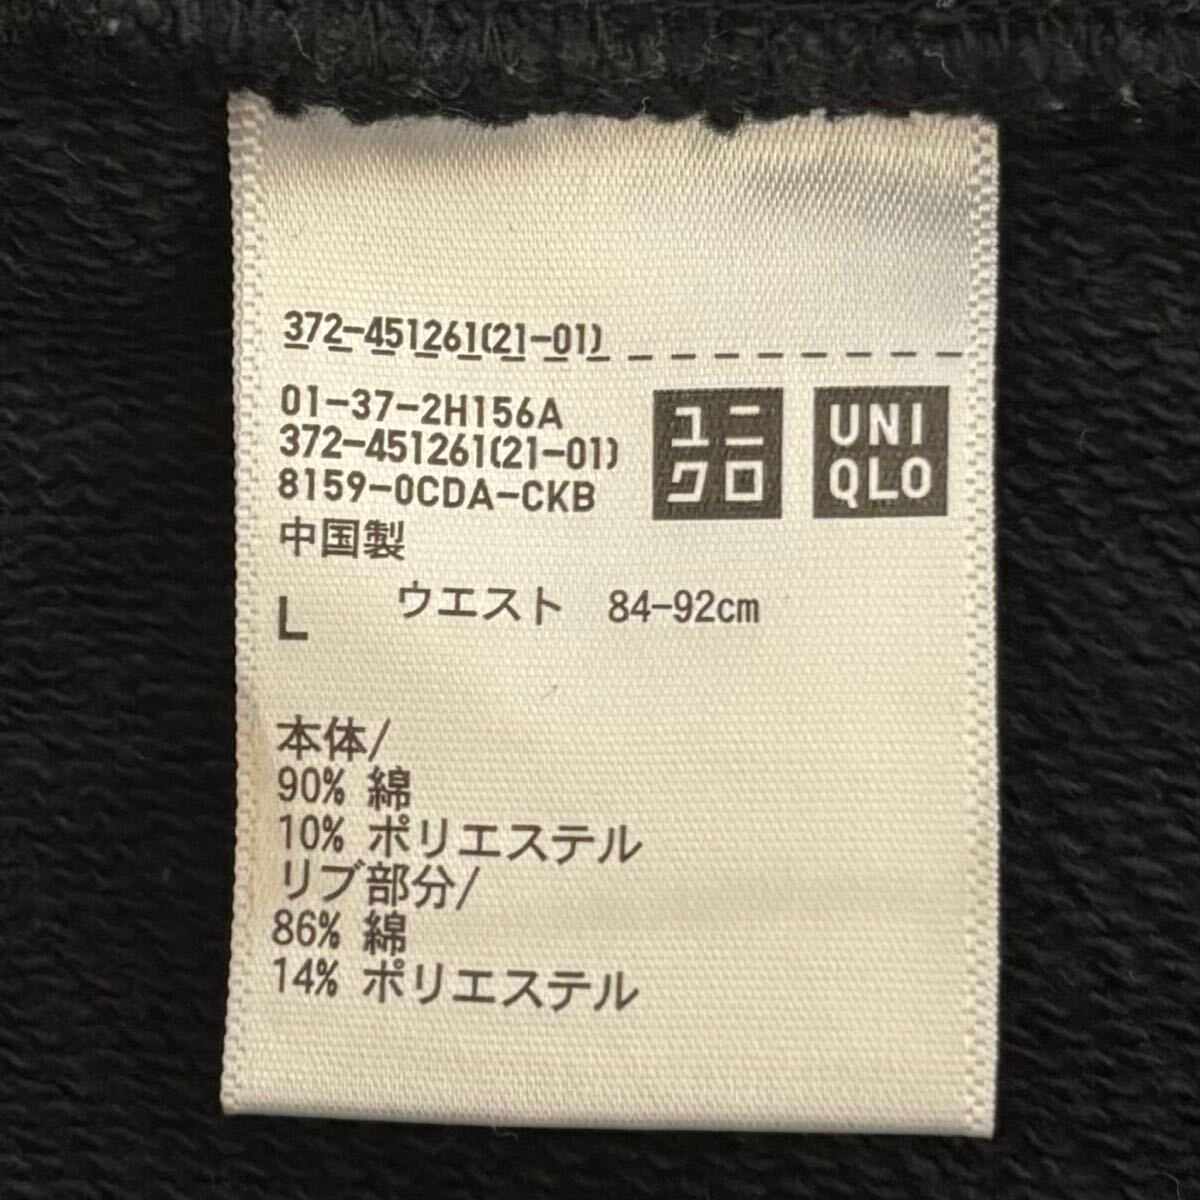 372-451261(21-01)
01-37-2H156A
372-451261(21-01)
8159-0CDA-CKB
中国製
ユニ
クロ
UNI
QLO
L ウエスト 84-92cm
本体/
90% 綿
10% ポリエステル
リブ部分/
86% 綿
14% ポリエステル